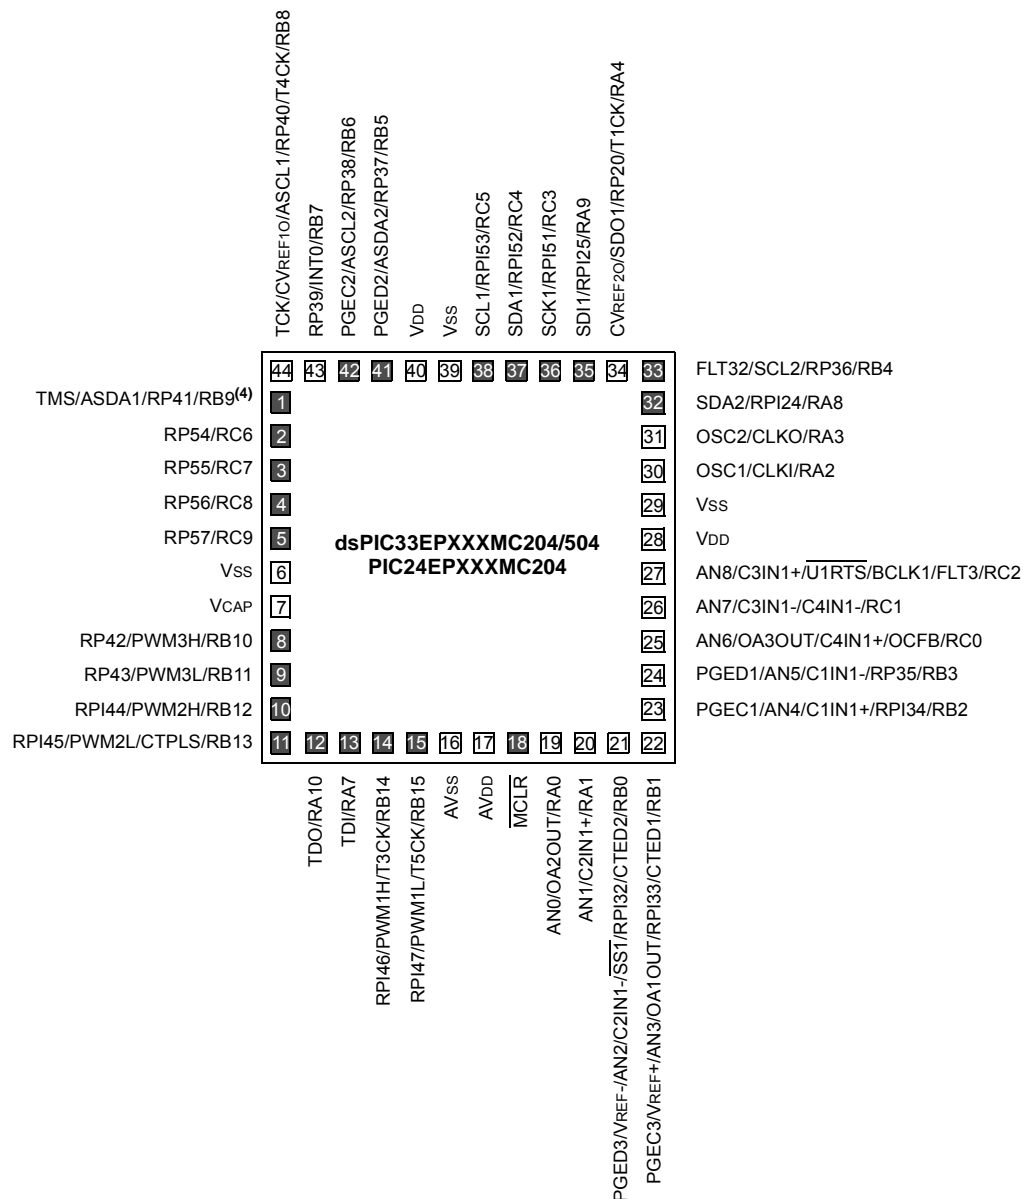 TCK/CVREF1O/ASCL1/RP40/T4CK/RB8
RP39/INT0/RB7
PGEC2/ASCL2/RP38/RB6
PGED2/ASDA2/RP37/RB5
VDD
VSS
SCL1/RPI53/RC5
SDA1/RPI52/RC4
SCK1/RPI51/RC3
SDI1/RPI25/RA9
CVREF2O/SDO1/RP20/T1CK/RA4
44 43 42 41 40 39 38 37 36 35 34 33 FLT32/SCL2/RP36/RB4
TMS/ASDA1/RP41/RB9(4) 1 32 SDA2/RPI24/RA8
RP54/RC6 2 31 OSC2/CLKO/RA3
RP55/RC7 3 30 OSC1/CLKI/RA2
RP56/RC8 4 29 VSS
RP57/RC9 5 28 VDD
dsPIC33EPXXXMC204/504
PIC24EPXXXMC204
VSS 6 27 AN8/C3IN1+/U1RTS/BCLK1/FLT3/RC2
VCAP 7 26 AN7/C3IN1-/C4IN1-/RC1
RP42/PWM3H/RB10 8 25 AN6/OA3OUT/C4IN1+/OCFB/RC0
RP43/PWM3L/RB11 9 24 PGED1/AN5/C1IN1-/RP35/RB3
RPI44/PWM2H/RB12 10 23 PGEC1/AN4/C1IN1+/RPI34/RB2
RPI45/PWM2L/CTPLS/RB13 11 12 13 14 15 16 17 18 19 20 21 22
TDO/RA10
TDI/RA7
RPI46/PWM1H/T3CK/RB14
RPI47/PWM1L/T5CK/RB15
AVSS
AVDD
MCLR
AN0/OA2OUT/RA0
AN1/C2IN1+/RA1
PGED3/VREF-/AN2/C2IN1-/SS1/RPI32/CTED2/RB0
PGEC3/VREF+/AN3/OA1OUT/RPI33/CTED1/RB1